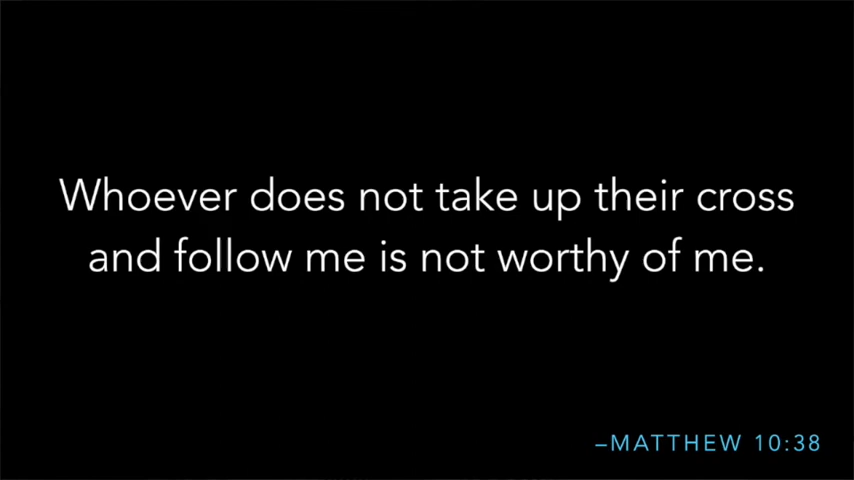 Whoever does not take up their cross
and follow me is not worthy of me.
–MATTHEW 10:38